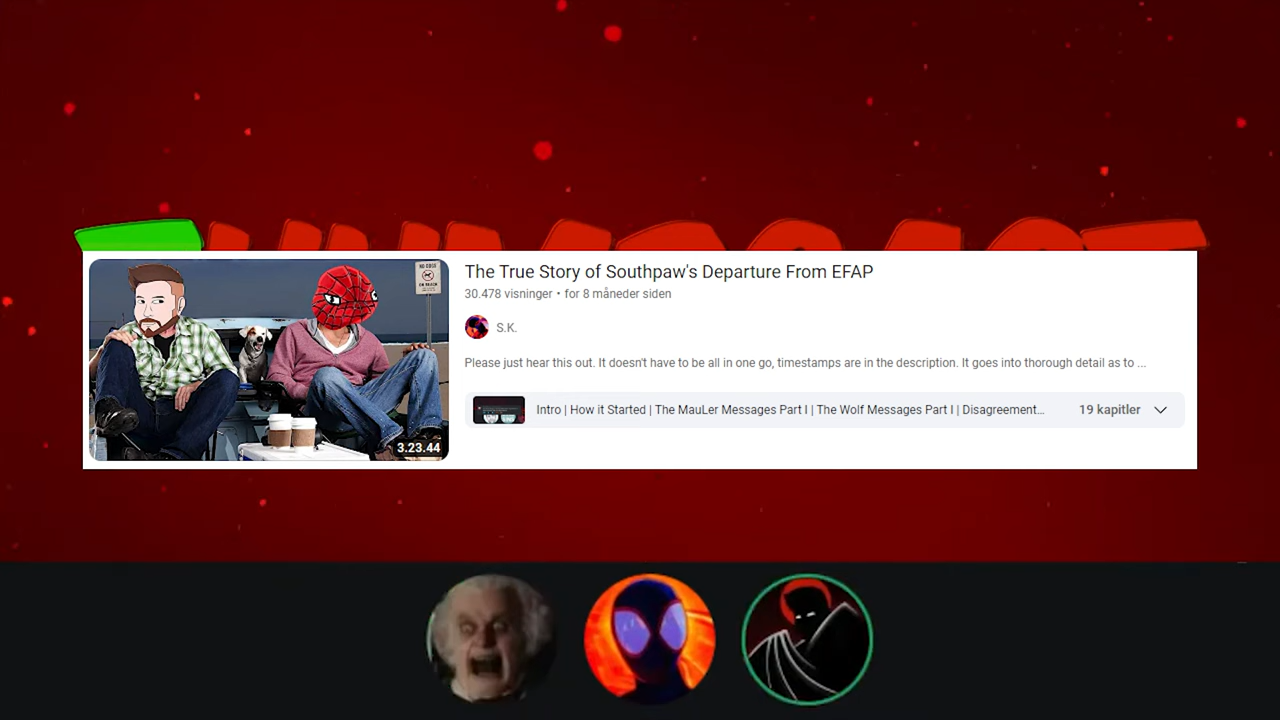 The True Story of Southpaw's Departure From EFAP
30.478 visninger • for 8 måneder siden
S.K.
Please just hear this out. It doesn't have to be all in one go, timestamps are in the description. It goes into thorough detail as to ...
Intro | How it Started | The MauLer Messages Part I | The Wolf Messages Part I | Disagreement... 19 kapitler
3.23.44